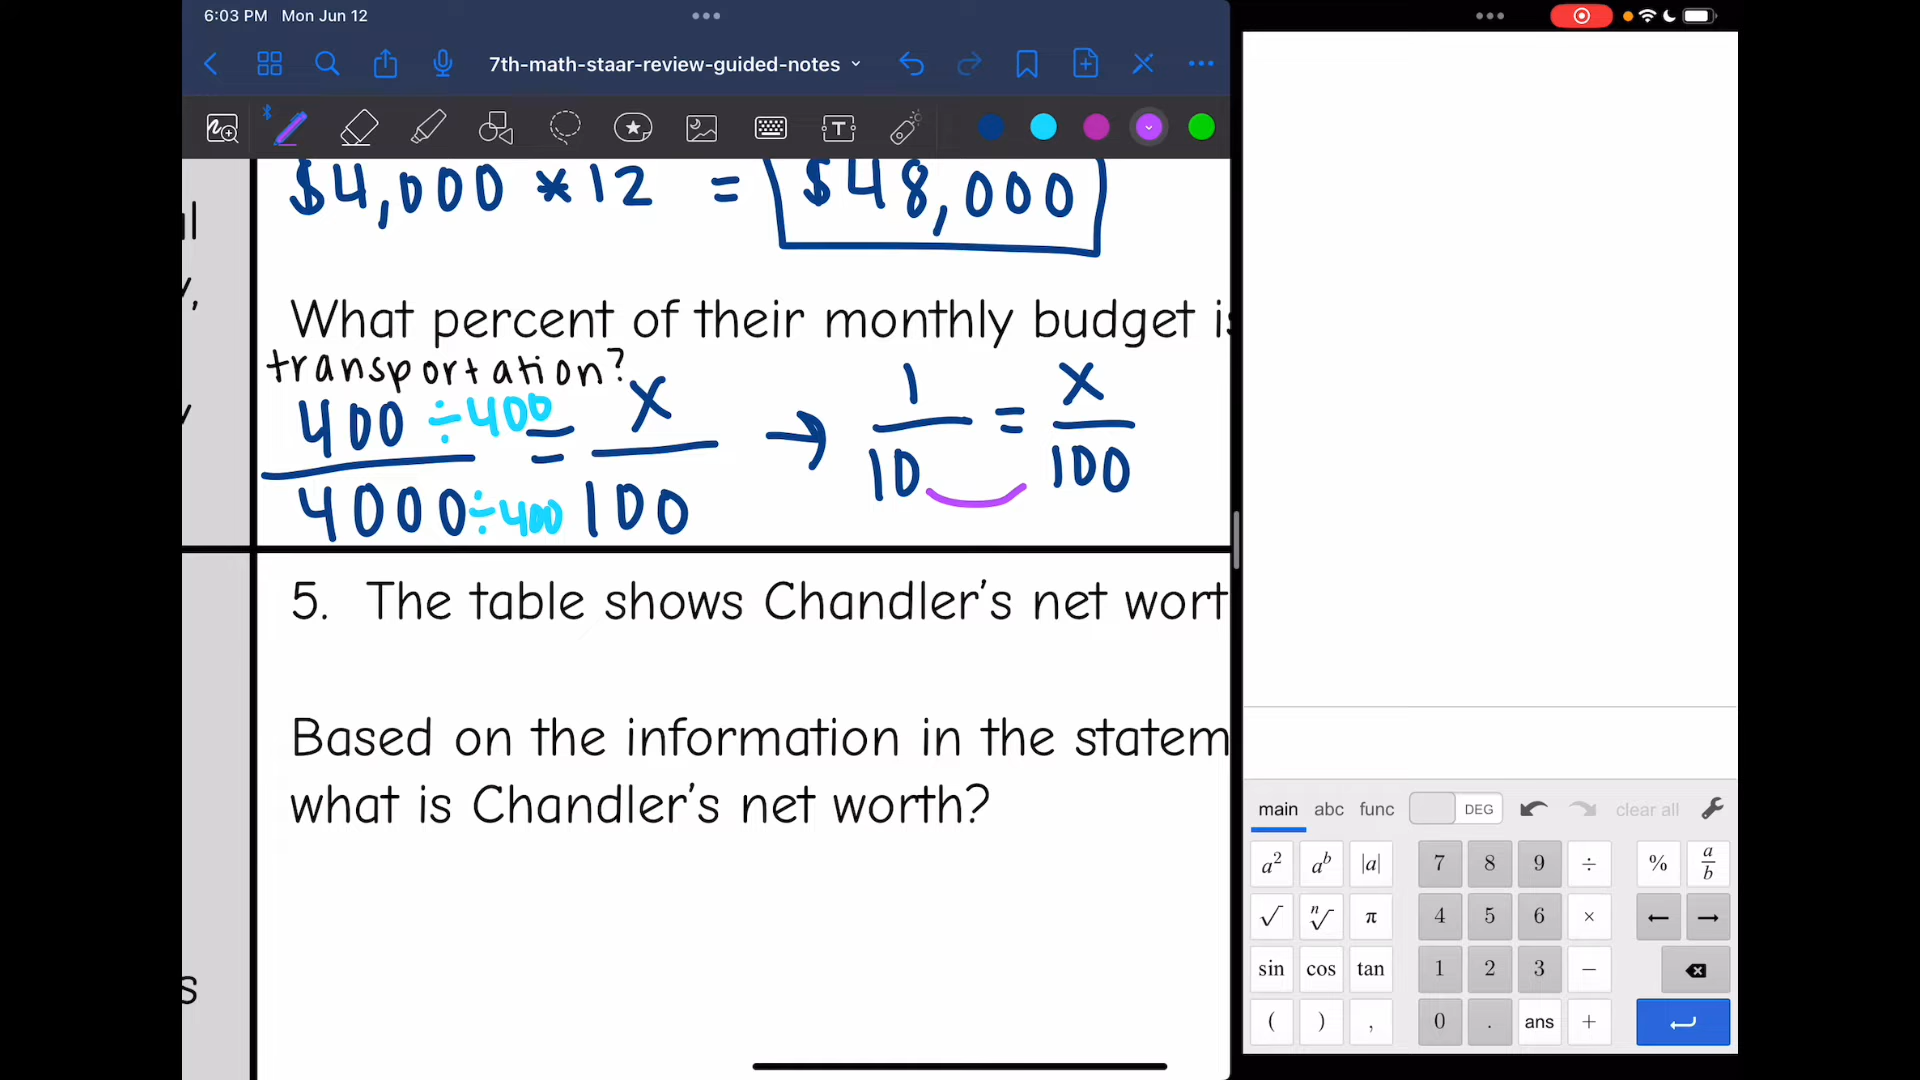 6:03 PM Mon Jun 12
7th-math-staar-review-guided-notes
T
$4,000 * 12 = $48,000
What percent of their monthly budget is
transportation?
400 ÷400 = X → 1 = X
4000 ÷400 100 10 100
5. The table shows Chandler's net wort
Based on the information in the statem
what is Chandler's net worth?
s
main abc func DEG clear all
a² aᵇ |a| 7 8 9 ÷ % a/b
√ ⁿ√ π 4 5 6 × ← →
sin cos tan 1 2 3 −
( ) , 0 . ans +